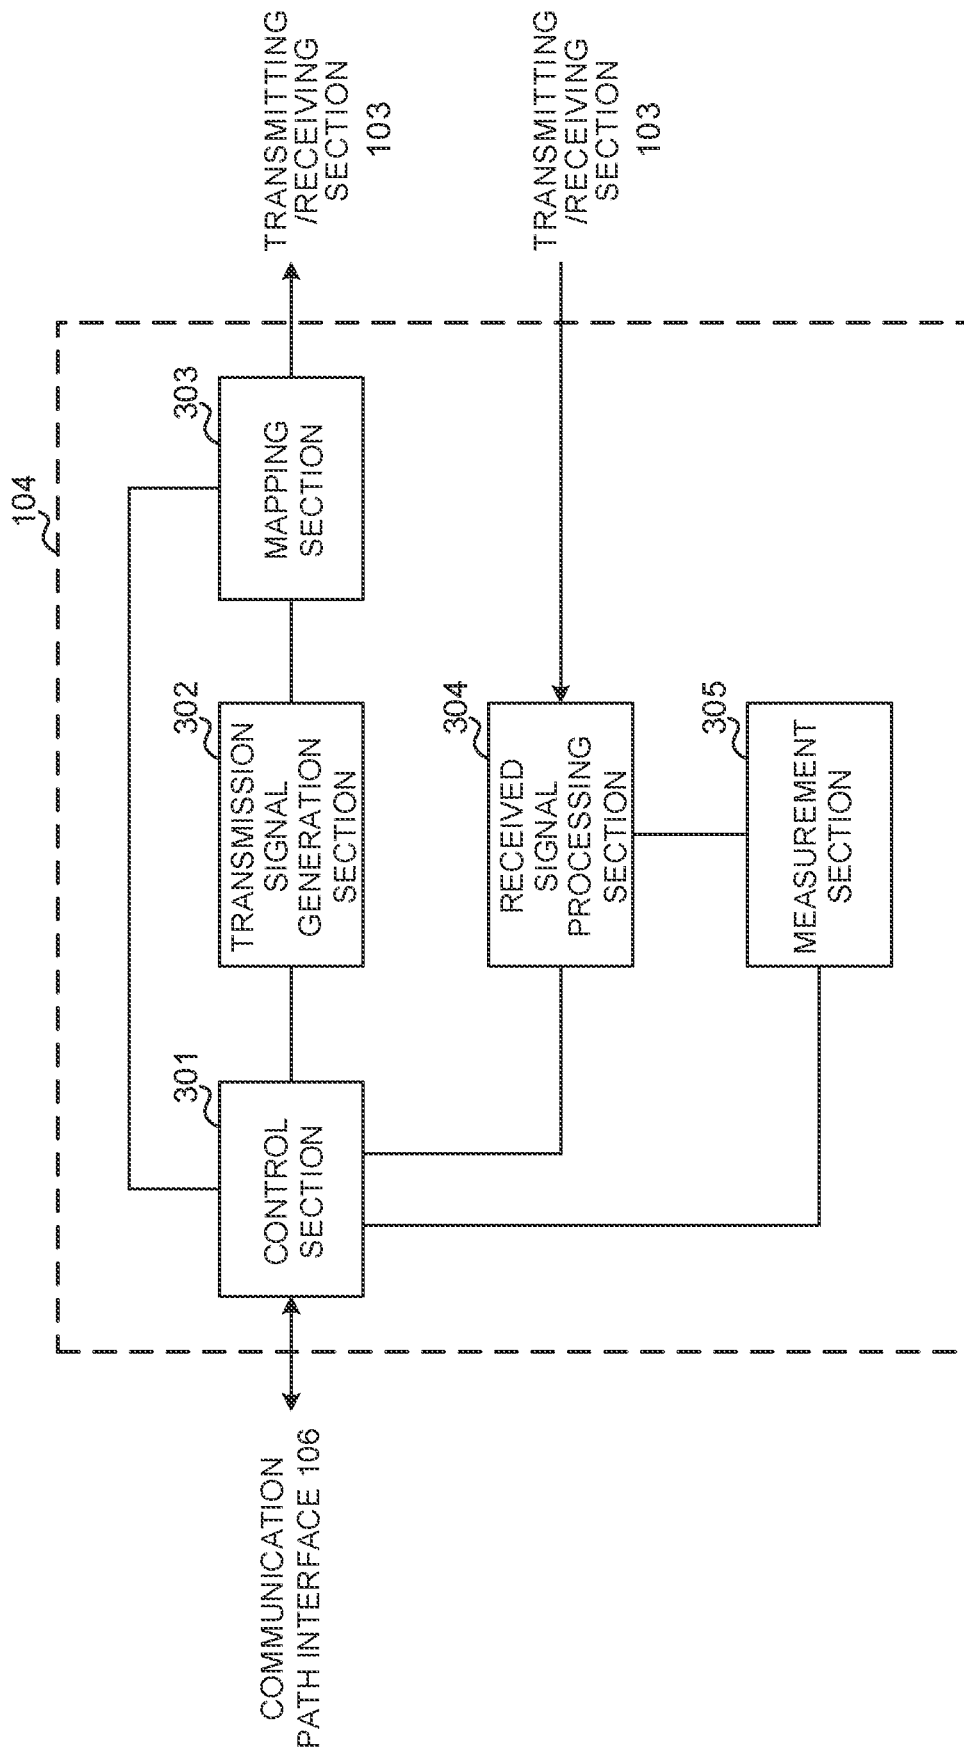 104
303
MAPPING
SECTION
TRANSMITTING
/RECEIVING
SECTION
103
302
TRANSMISSION
SIGNAL
GENERATION
SECTION
301
CONTROL
SECTION
COMMUNICATION
PATH INTERFACE 106
304
RECEIVED
SIGNAL
PROCESSING
SECTION
TRANSMITTING
/RECEIVING
SECTION
103
305
MEASUREMENT
SECTION